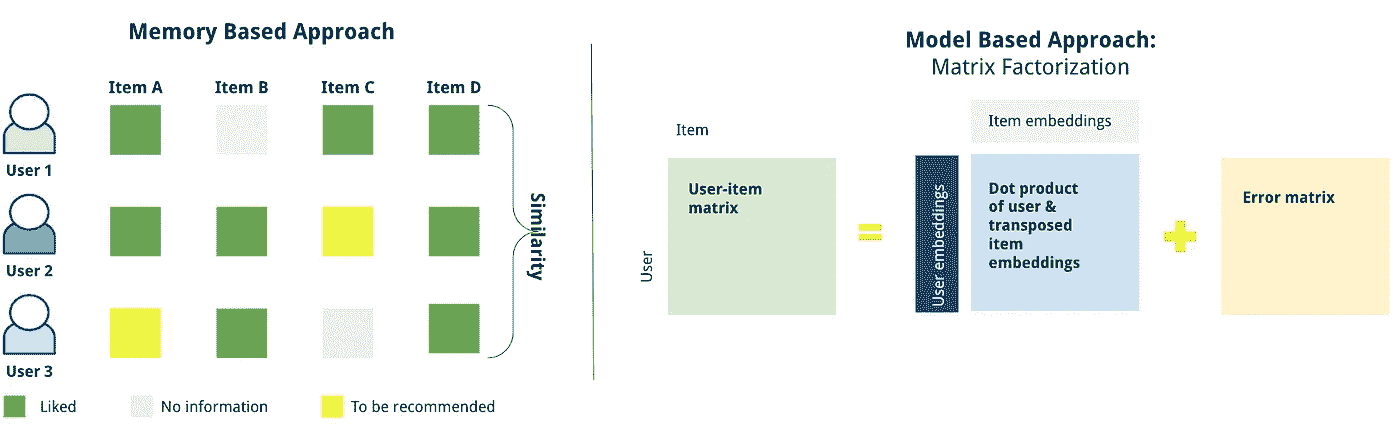 Memory Based Approach
Item A Item B Item C Item D
User 1
User 2
User 3
Similarity
Liked No information To be recommended
Model Based Approach:
Matrix Factorization
Item
User
User-item
matrix
Item embeddings
User embeddings
Dot product
of user &
transposed
item
embeddings
Error matrix